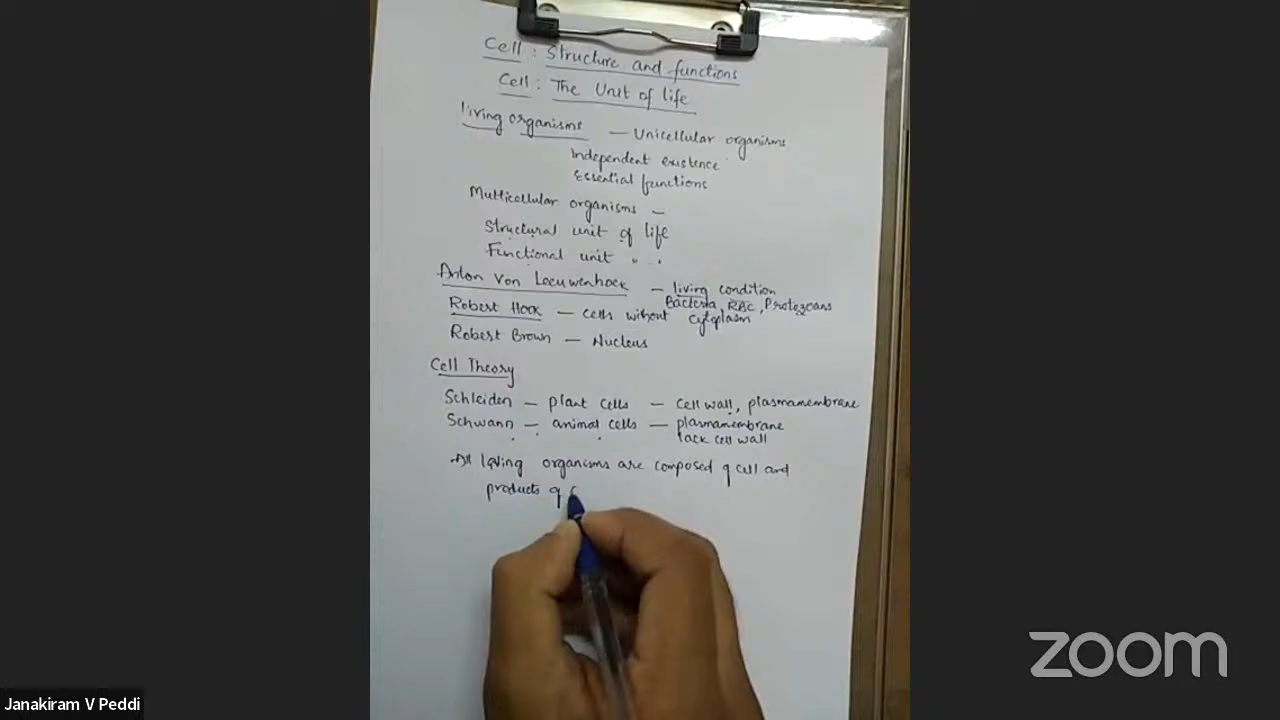 Cell : Structure and functions
Cell : The Unit of life
living organisms — Unicellular organisms
Independent existence
Essential functions
Multicellular organisms —
Structural unit of life
Functional unit " "
Anton Von Leeuwenhoek — living condition
Bacteria, RBC, Protozoans
Robert Hook — cells without cytoplasm
Robert Brown — Nucleus
Cell Theory
Schleiden — plant cells — cell wall, plasmamembrane
Schwann — animal cells — plasmamembrane
lack cell wall
All living organisms are composed of cell and
products of
zoom
Janakiram V Peddi